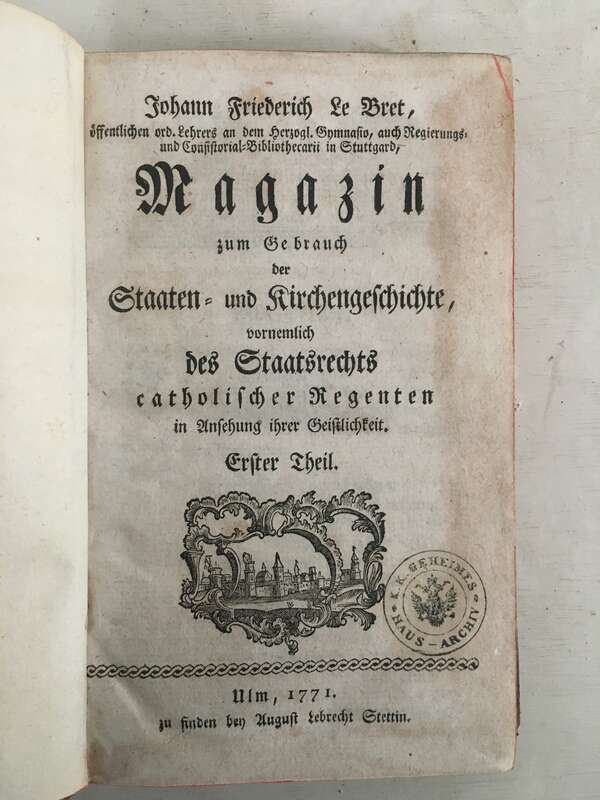 Johann Friederich Le Bret,
öffentlichen ord. Lehrers an dem Herzogl. Gymnasio, auch Regierungs-
und Consistorial-Bibliothecarii in Stuttgard,
Magazin
zum Gebrauch
der
Staaten- und Kirchengeschichte,
vornemlich
des Staatsrechts
catholischer Regenten
in Ansehung ihrer Geistlichkeit.
Erster Theil.
K. K. GEHEIMES
HAUS-ARCHIV
Ulm, 1771.
zu finden bey August Lebrecht Stettin.